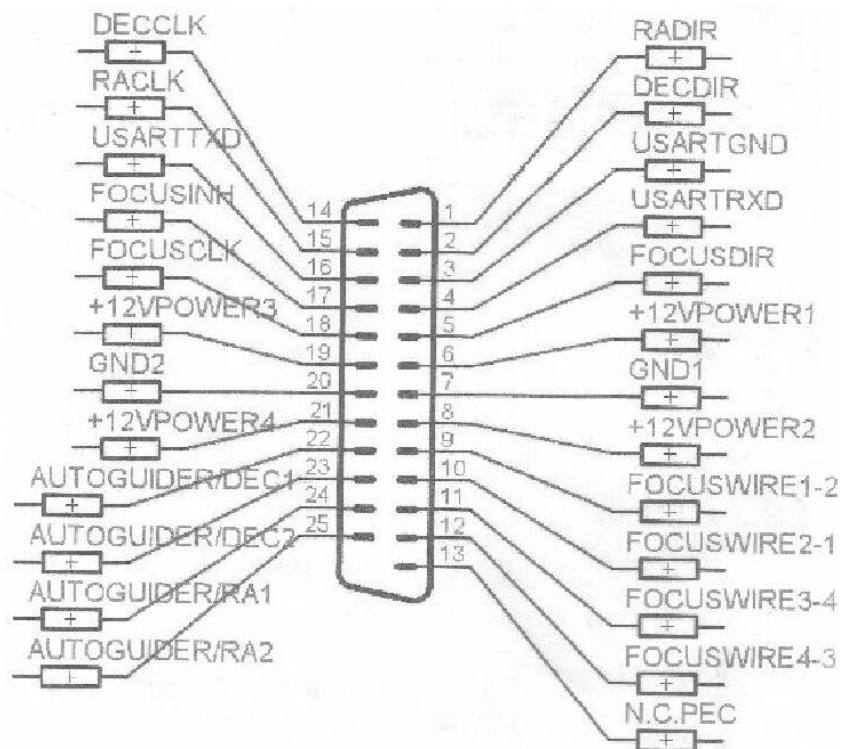 DECCLK
RACLK
USARTTXD
FOCUSINH
FOCUSCLK
+12VPOWER3
GND2
+12VPOWER4
AUTOGUIDER/DEC1
AUTOGUIDER/DEC2
AUTOGUIDER/RA1
AUTOGUIDER/RA2
14
15
16
17
18
19
20
21
22
23
24
25
1
2
3
4
5
6
7
8
9
10
11
12
13
RADIR
DECDIR
USARTGND
USARTRXD
FOCUSDIR
+12VPOWER1
GND1
+12VPOWER2
FOCUSWIRE1-2
FOCUSWIRE2-1
FOCUSWIRE3-4
FOCUSWIRE4-3
N.C.PEC